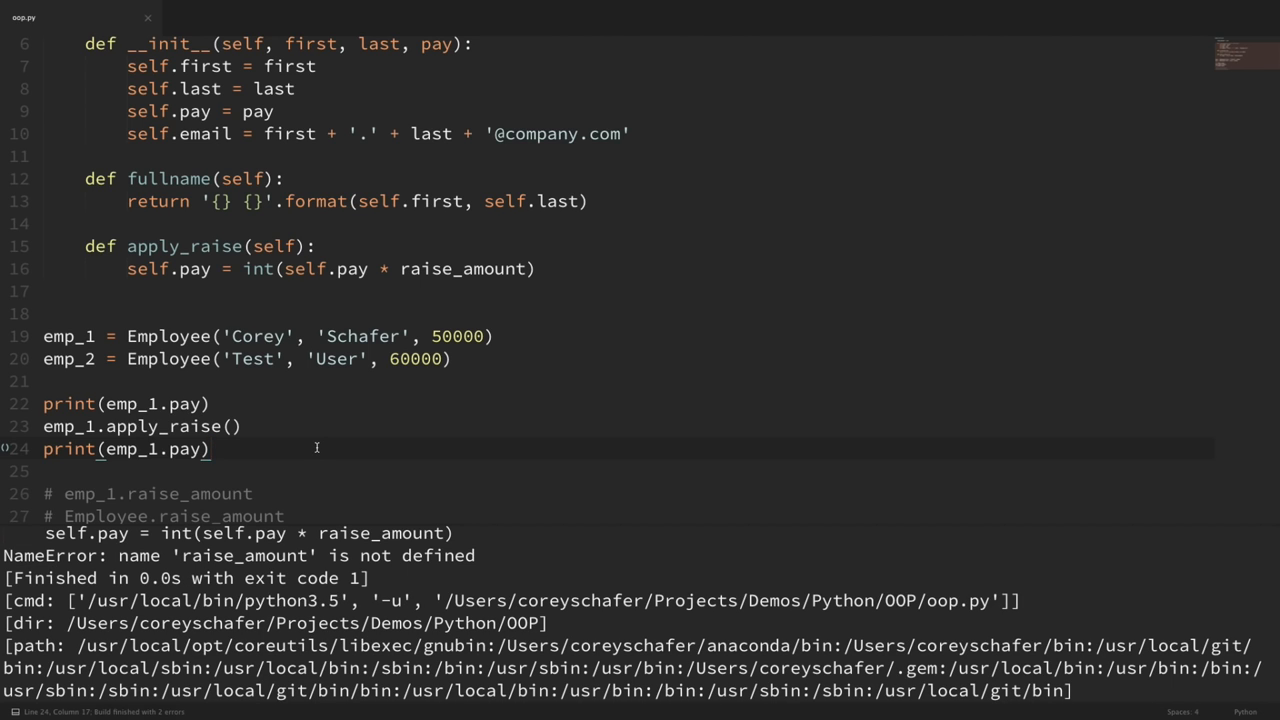 oop.py ×
6 def __init__(self, first, last, pay):
7 self.first = first
8 self.last = last
9 self.pay = pay
10 self.email = first + '.' + last + '@company.com'
11
12 def fullname(self):
13 return '{} {}'.format(self.first, self.last)
14
15 def apply_raise(self):
16 self.pay = int(self.pay * raise_amount)
17
18
19 emp_1 = Employee('Corey', 'Schafer', 50000)
20 emp_2 = Employee('Test', 'User', 60000)
21
22 print(emp_1.pay)
23 emp_1.apply_raise()
() 24 print(emp_1.pay)
25
26 # emp_1.raise_amount
27 # Employee.raise_amount
self.pay = int(self.pay * raise_amount)
NameError: name 'raise_amount' is not defined
[Finished in 0.0s with exit code 1]
[cmd: ['/usr/local/bin/python3.5', '-u', '/Users/coreyschafer/Projects/Demos/Python/OOP/oop.py']]
[dir: /Users/coreyschafer/Projects/Demos/Python/OOP]
[path: /usr/local/opt/coreutils/libexec/gnubin:/Users/coreyschafer/anaconda/bin:/Users/coreyschafer/bin:/usr/local/git/
bin:/usr/local/sbin:/usr/local/bin:/sbin:/bin:/usr/sbin:/usr/bin:/Users/coreyschafer/.gem:/usr/local/bin:/usr/bin:/bin:/
usr/sbin:/sbin:/usr/local/git/bin/bin:/usr/local/bin:/usr/bin:/bin:/usr/sbin:/sbin:/usr/local/git/bin]
Line 24, Column 17; Build finished with 2 errors Spaces: 4 Python